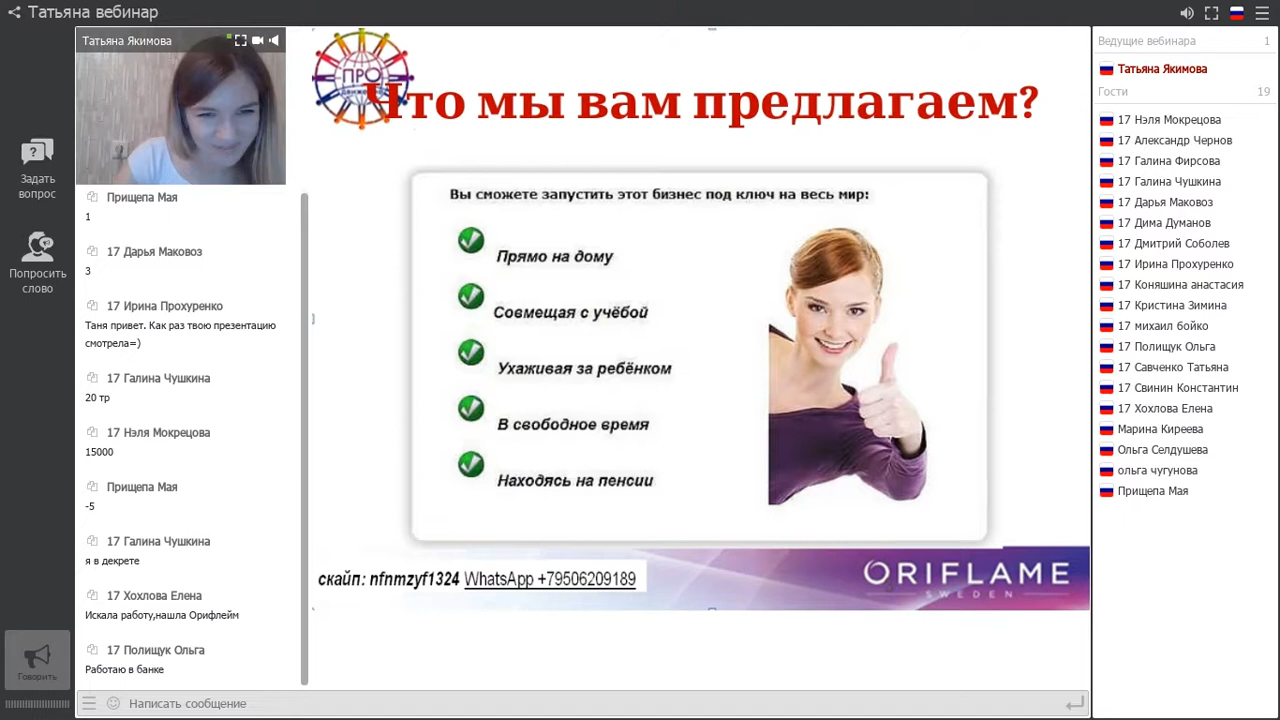 Татьяна вебинар
Задать
вопрос
Попросить
слово
Говорить
Татьяна Якимова
Прищепа Мая
1
17 Дарья Маковоз
3
17 Ирина Прохуренко
Таня привет. Как раз твою презентацию
смотрела=)
17 Галина Чушкина
20 тр
17 Нэля Мокрецова
15000
Прищепа Мая
-5
17 Галина Чушкина
я в декрете
17 Хохлова Елена
Искала работу,нашла Орифлейм
17 Полищук Ольга
Работаю в банке
Написать сообщение
ПРО
Что мы вам предлагаем?
Вы сможете запустить этот бизнес под ключ на весь мир:
Прямо на дому
Совмещая с учёбой
Ухаживая за ребёнком
В свободное время
Находясь на пенсии
скайп: nfnmzyf1324 WhatsApp +79506209189
ORIFLAME
SWEDEN
Ведущие вебинара 1
Татьяна Якимова
Гости 19
17 Нэля Мокрецова
17 Александр Чернов
17 Галина Фирсова
17 Галина Чушкина
17 Дарья Маковоз
17 Дима Думанов
17 Дмитрий Соболев
17 Ирина Прохуренко
17 Коняшина анастасия
17 Кристина Зимина
17 михаил бойко
17 Полищук Ольга
17 Савченко Татьяна
17 Свинин Константин
17 Хохлова Елена
Марина Киреева
Ольга Селдушева
ольга чугунова
Прищепа Мая